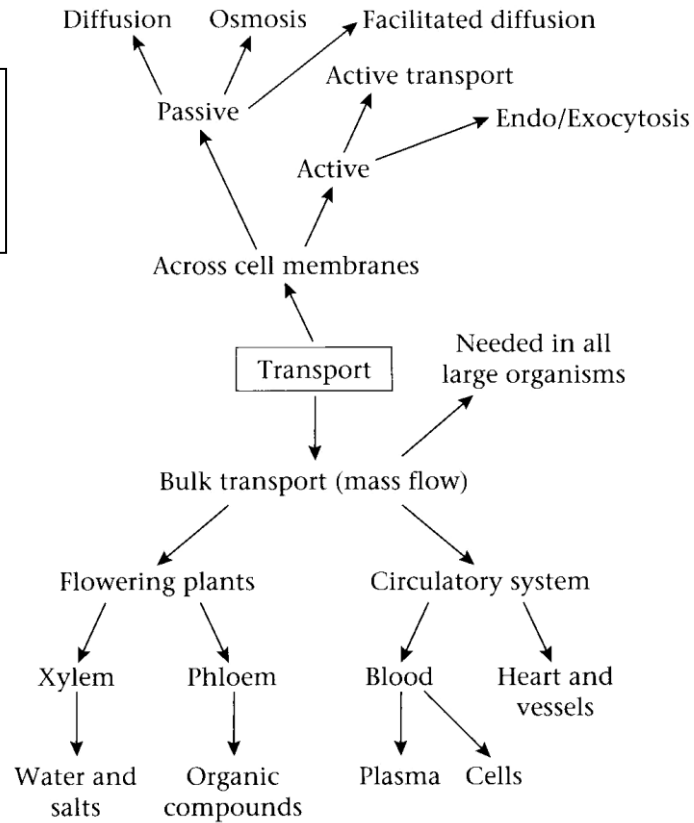 Diffusion Osmosis Facilitated diffusion
Active transport
Passive
Endo/Exocytosis
Active
Across cell membranes
Needed in all
large organisms
Transport
Bulk transport (mass flow)
Flowering plants
Circulatory system
Xylem
Phloem
Blood
Heart and
vessels
Water and
salts
Organic
compounds
Plasma
Cells